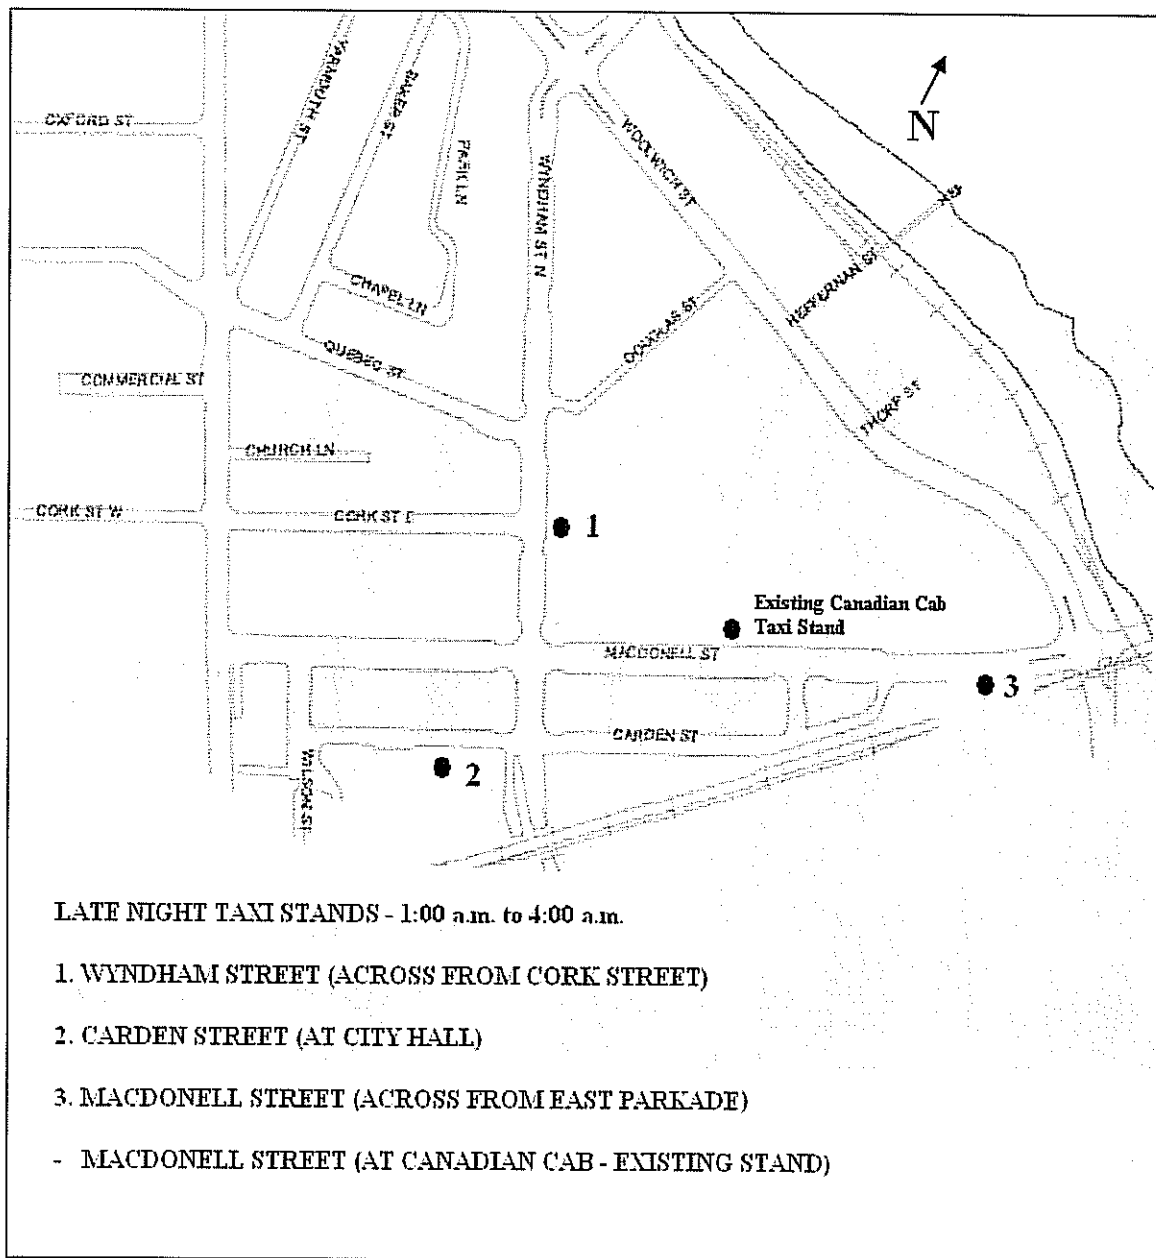 YARMOUTH ST
BAKER ST
OXFORD ST
PARK LN
WYNDHAM ST N
WOOLWICH ST
N
HEFFERNAN ST
CHAPEL LN
DOUGLAS ST
QUEBEC ST
COMMERCIAL ST
THORP ST
CHURCH LN
CORK ST W
CORK ST E
1
Existing Canadian Cab
Taxi Stand
MACDONELL ST
3
CARDEN ST
WILSON ST
2
LATE NIGHT TAXI STANDS - 1:00 a.m. to 4:00 a.m.
1. WYNDHAM STREET (ACROSS FROM CORK STREET)
2. CARDEN STREET (AT CITY HALL)
3. MACDONELL STREET (ACROSS FROM EAST PARKADE)
- MACDONELL STREET (AT CANADIAN CAB - EXISTING STAND)